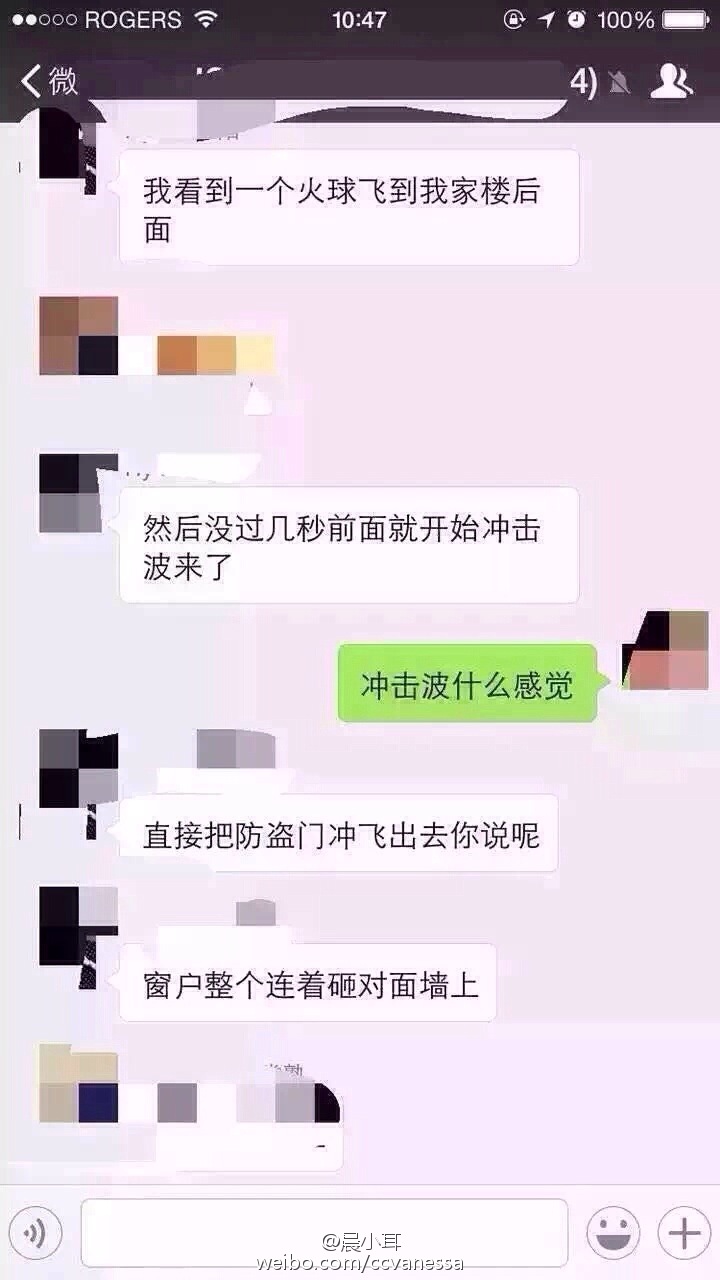 ROGERS 10:47 100%
微
4)
我看到一个火球飞到我家楼后
面
然后没过几秒前面就开始冲击
波来了
冲击波什么感觉
直接把防盗门冲飞出去你说呢
窗户整个连着砸对面墙上
@晨小耳
weibo.com/ccvanessa